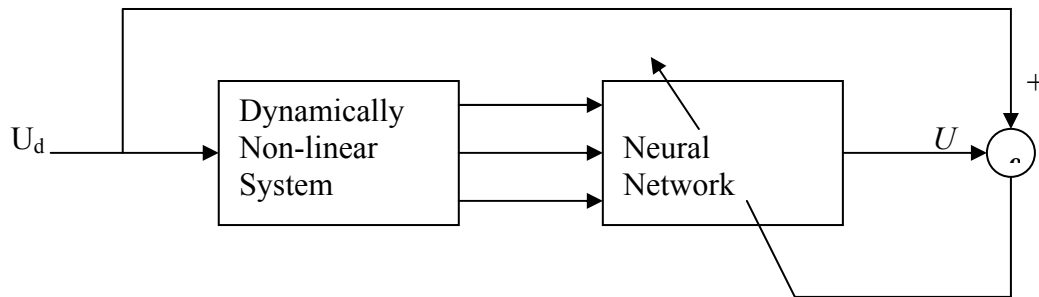 +
Dynamically
Non-linear
System
U_d
Neural
Network
U